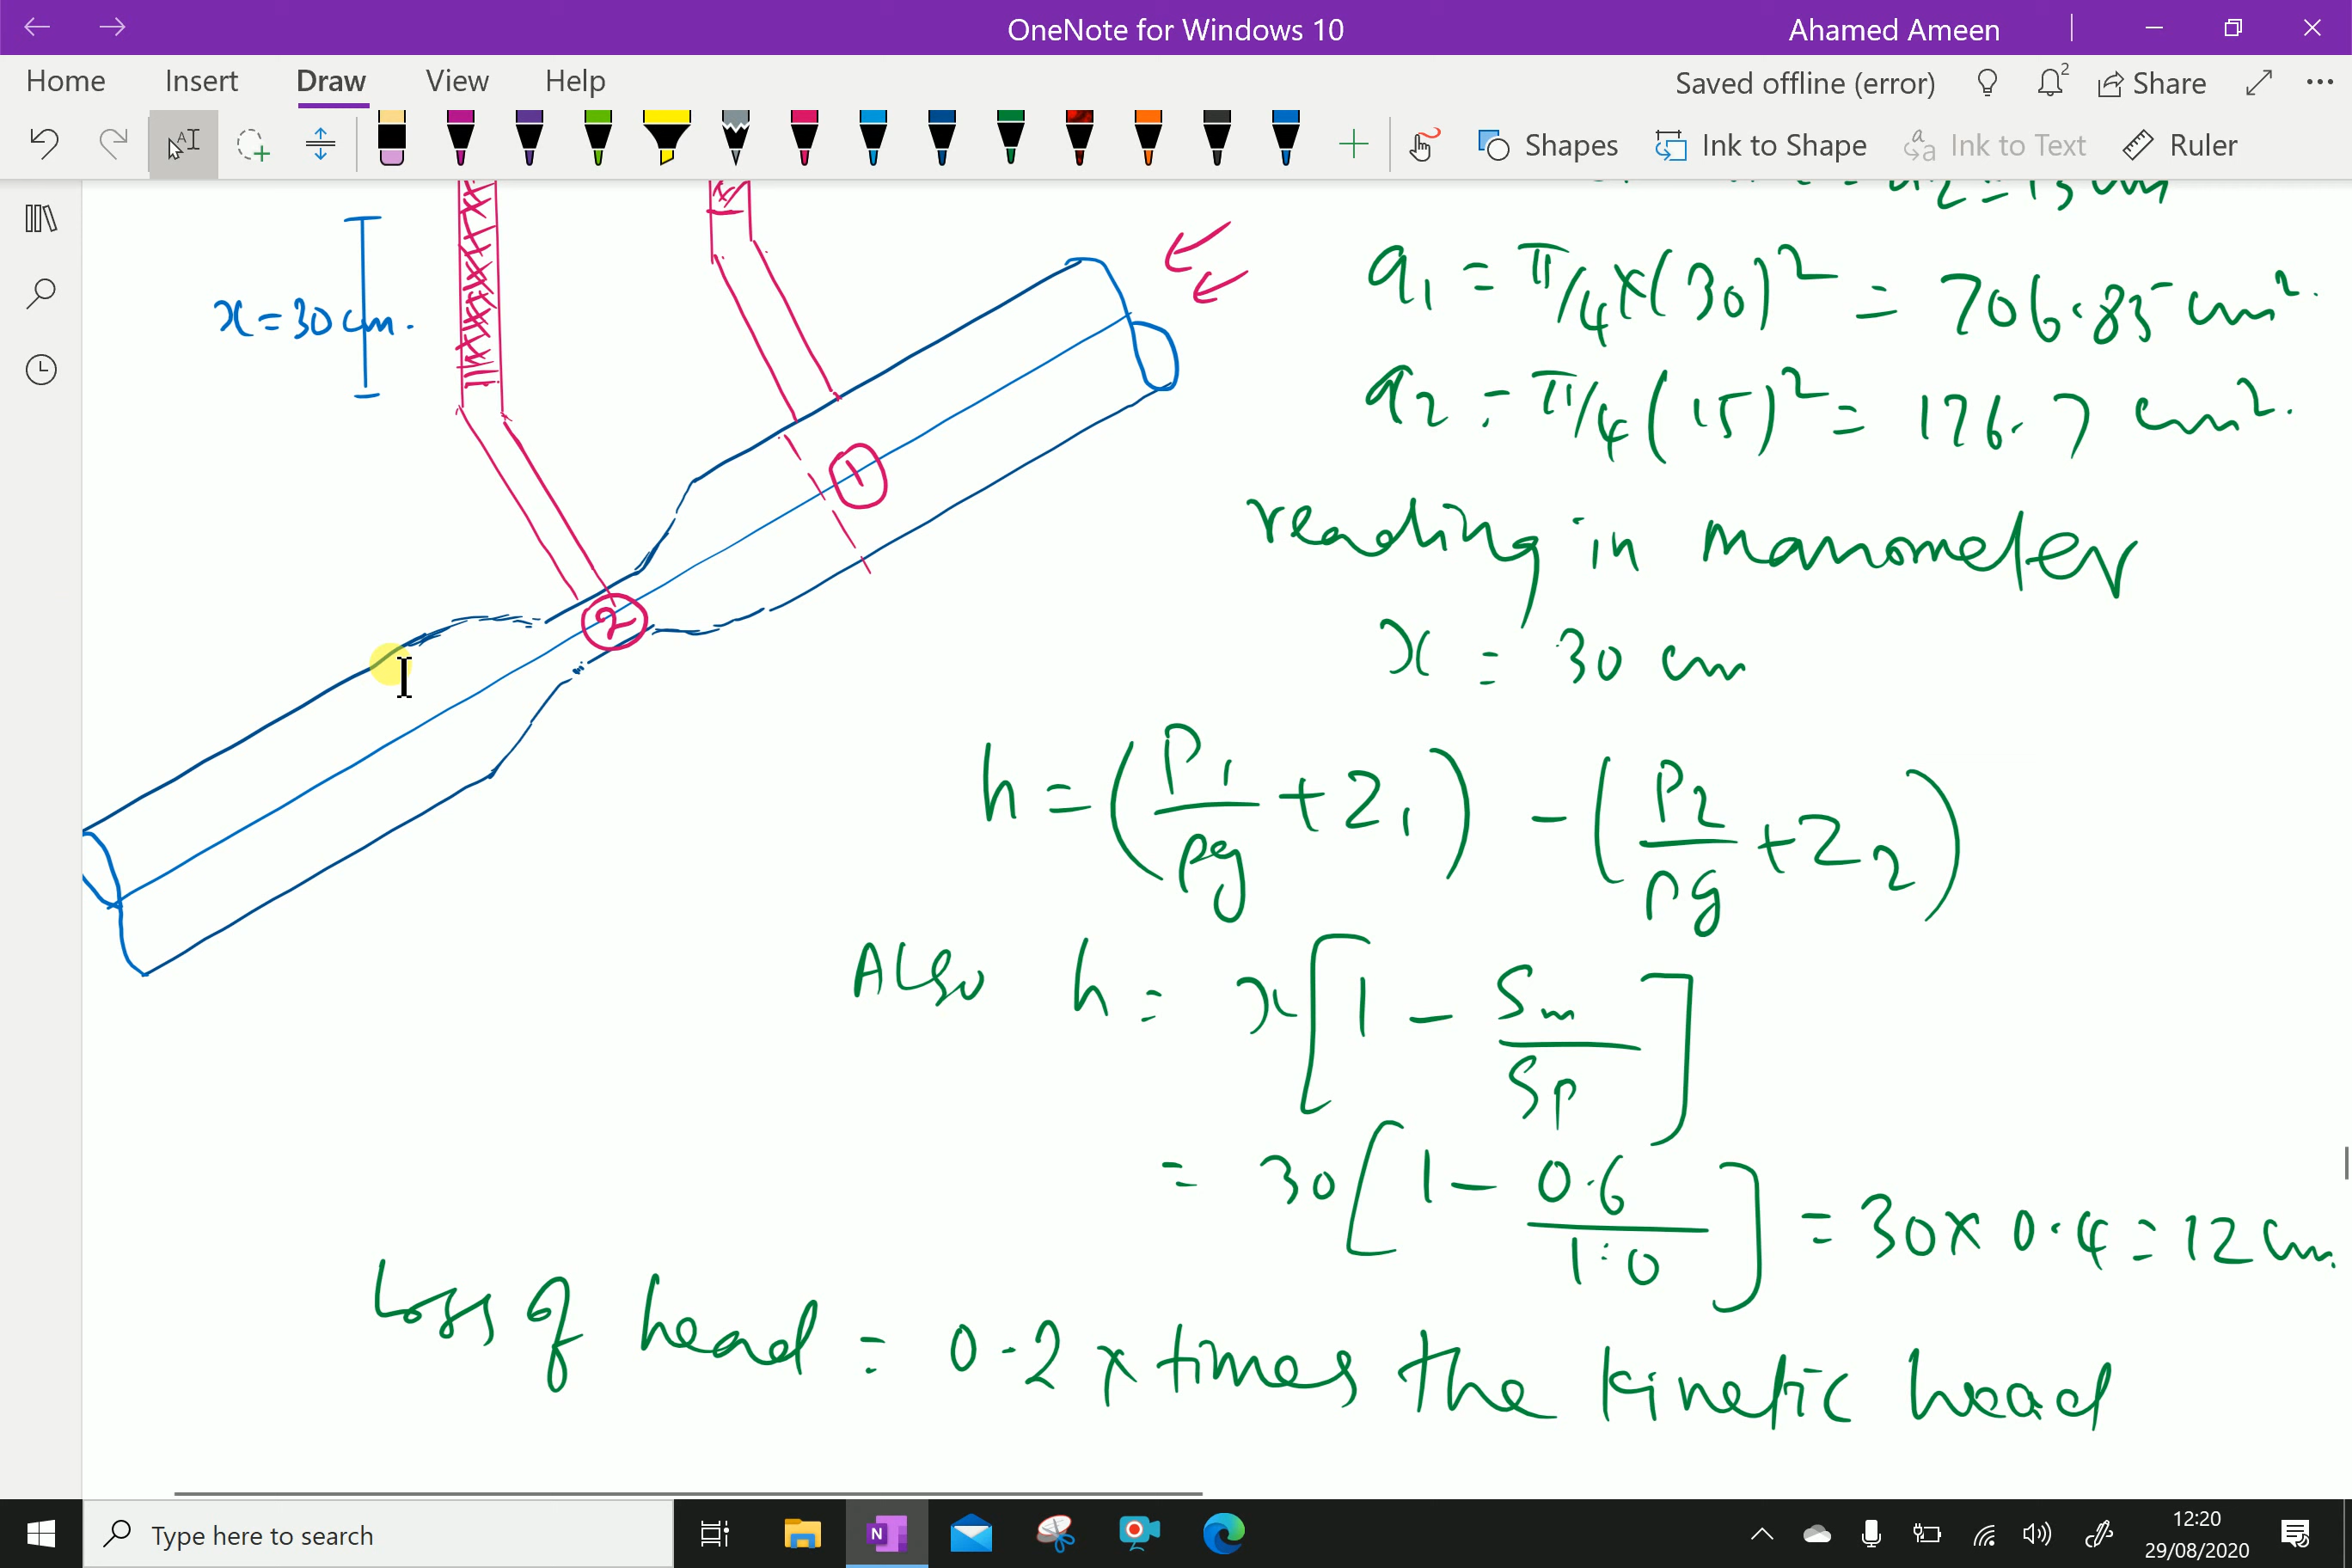 OneNote for Windows 10
Ahamed Ameen
Home Insert Draw View Help
Saved offline (error) 2 Share
Shapes Ink to Shape Ink to Text Ruler
x = 30 cm.
a1 = π/4 × (30)² = 706.85 cm².
a2 = π/4 (15)² = 176.7 cm².
1
reading in manometer
2
x = 30 cm
h = (P1/ρg + Z1) - (P2/ρg + Z2)
Also h = x[1 - Sm/Sp]
= 30[1 - 0.6/1.0] = 30 × 0.4 = 12 cm.
Loss of head = 0.2 × times the kinetic head
Type here to search
12:20
29/08/2020